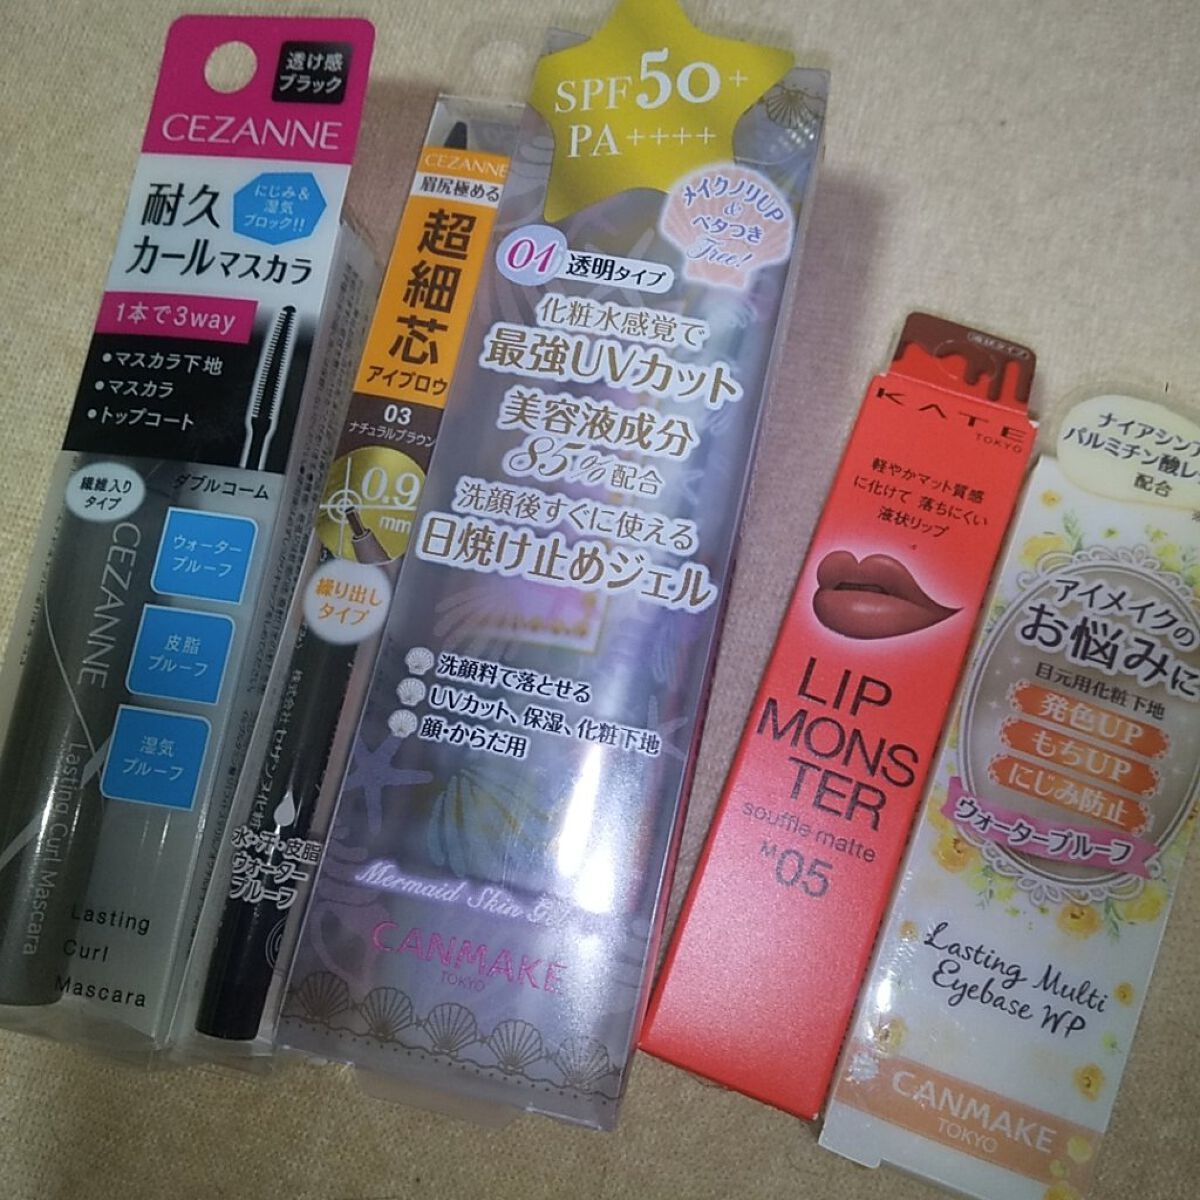 透け感
ブラック
CEZANNE
耐久
カールマスカラ
にじみ&
湿気
ブロック!!
1本で3way
•マスカラ下地
•マスカラ
•トップコート
繊維入り
タイプ
ダブルコーム
ウォーター
プルーフ
皮脂
プルーフ
湿気
プルーフ
CEZANNE
Lasting Curl Mascara
Lasting
Curl
Mascara
CEZANNE
眉尻極める
超細芯
アイブロウ
03
ナチュラルブラウン
0.9
mm
繰り出し
タイプ
水・汗・皮脂
ウォーター
プルーフ
SPF50+
PA++++
メイクノリUP
&
ベタつき
Free!
01 透明タイプ
化粧水感覚で
最強UVカット
美容液成分
85%配合
洗顔後すぐに使える
日焼け止めジェル
洗顔料で落とせる
UVカット、保湿、化粧下地
顔・からだ用
Mermaid Skin
CANMAKE
TOKYO
KATE
TOKYO
軽やかマット質感
に化けて 落ちにくい
液状リップ
LIP
MONS
TER
souffle matte
M05
ナイアシン
パルミチン酸レ
配合
アイメイクの
お悩みに
目元用化粧下地
発色UP
もちUP
にじみ防止
ウォータープルーフ
Lasting Multi
Eyebase WP
CANMAKE
TOKYO